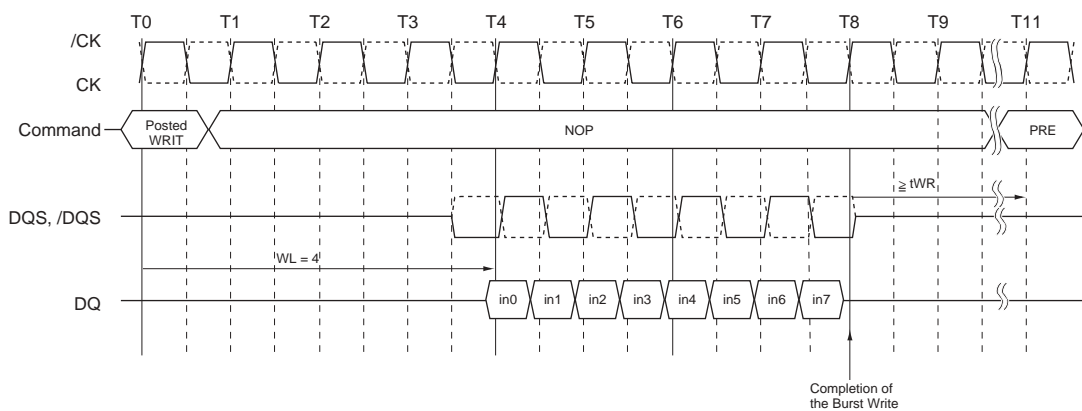 T0 T1 T2 T3 T4 T5 T6 T7 T8 T9 T11
/CK
CK
Command
Posted
WRIT
NOP
PRE
≧ tWR
DQS, /DQS
WL = 4
DQ
in0 in1 in2 in3 in4 in5 in6 in7
Completion of
the Burst Write